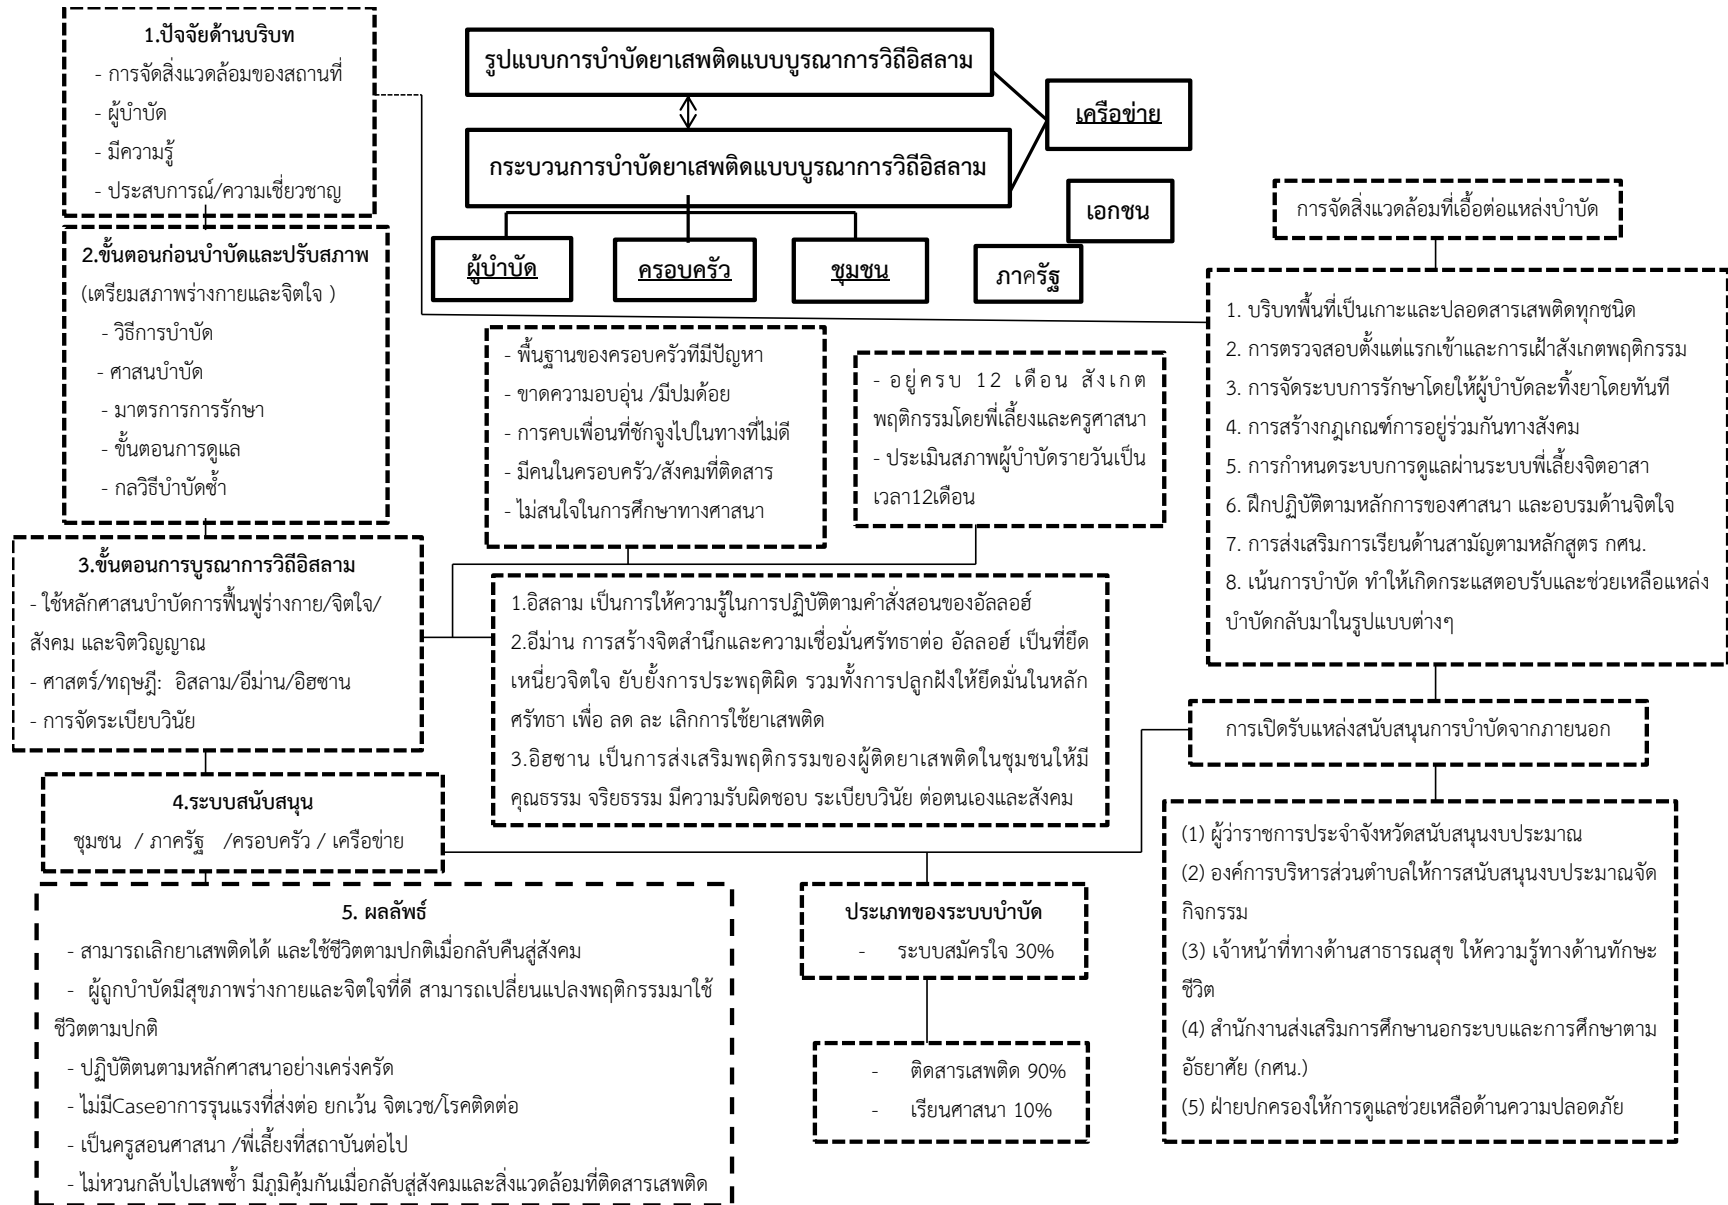 1.ปัจจัยด้านบริบท
- การจัดสิ่งแวดล้อมของสถานที่
- ผู้บำบัด
- มีความรู้
- ประสบการณ์/ความเชี่ยวชาญ
รูปแบบการบำบัดยาเสพติดแบบบูรณาการวิถีอิสลาม
กระบวนการบำบัดยาเสพติดแบบบูรณาการวิถีอิสลาม
เครือข่าย
เอกชน
ผู้บำบัด
ครอบครัว
ชุมชน
ภาครัฐ
2.ขั้นตอนก่อนบำบัดและปรับสภาพ
(เตรียมสภาพร่างกายและจิตใจ )
- วิธีการบำบัด
- ศาสนบำบัด
- มาตรการการรักษา
- ขั้นตอนการดูแล
- กลวิธีบำบัดซ้ำ
- พื้นฐานของครอบครัวทีมีปัญหา
- ขาดความอบอุ่น /มีปมด้อย
- การคบเพื่อนที่ชักจูงไปในทางที่ไม่ดี
- มีคนในครอบครัว/สังคมที่ติดสาร
- ไม่สนใจในการศึกษาทางศาสนา
- อยู่ครบ 12 เดือน สังเกต
พฤติกรรมโดยพี่เลี้ยงและครูศาสนา
- ประเมินสภาพผู้บำบัดรายวันเป็น
เวลา12เดือน
การจัดสิ่งแวดล้อมที่เอื้อต่อแหล่งบำบัด
1. บริบทพื้นที่เป็นเกาะและปลอดสารเสพติดทุกชนิด
2. การตรวจสอบตั้งแต่แรกเข้าและการเฝ้าสังเกตพฤติกรรม
3. การจัดระบบการรักษาโดยให้ผู้บำบัดละทิ้งยาโดยทันที
4. การสร้างกฎเกณฑ์การอยู่ร่วมกันทางสังคม
5. การกำหนดระบบการดูแลผ่านระบบพี่เลี้ยงจิตอาสา
6. ฝึกปฏิบัติตามหลักการของศาสนา และอบรมด้านจิตใจ
7. การส่งเสริมการเรียนด้านสามัญตามหลักสูตร กศน.
8. เน้นการบำบัด ทำให้เกิดกระแสตอบรับและช่วยเหลือแหล่ง
บำบัดกลับมาในรูปแบบต่างๆ
3.ขั้นตอนการบูรณาการวิถีอิสลาม
- ใช้หลักศาสนบำบัดการฟื้นฟูร่างกาย/จิตใจ/
สังคม และจิตวิญญาณ
- ศาสตร์/ทฤษฎี: อิสลาม/อีม่าน/อิฮซาน
- การจัดระเบียบวินัย
1.อิสลาม เป็นการให้ความรู้ในการปฏิบัติตามคำสั่งสอนของอัลลอฮ์
2.อีม่าน การสร้างจิตสำนึกและความเชื่อมั่นศรัทธาต่อ อัลลอฮ์ เป็นที่ยึด
เหนี่ยวจิตใจ ยับยั้งการประพฤติผิด รวมทั้งการปลูกฝังให้ยึดมั่นในหลัก
ศรัทธา เพื่อ ลด ละ เลิกการใช้ยาเสพติด
3.อิฮซาน เป็นการส่งเสริมพฤติกรรมของผู้ติดยาเสพติดในชุมชนให้มี
คุณธรรม จริยธรรม มีความรับผิดชอบ ระเบียบวินัย ต่อตนเองและสังคม
การเปิดรับแหล่งสนับสนุนการบำบัดจากภายนอก
4.ระบบสนับสนุน
ชุมชน / ภาครัฐ /ครอบครัว / เครือข่าย
(1) ผู้ว่าราชการประจำจังหวัดสนับสนุนงบประมาณ
(2) องค์การบริหารส่วนตำบลให้การสนับสนุนงบประมาณจัด
กิจกรรม
(3) เจ้าหน้าที่ทางด้านสาธารณสุข ให้ความรู้ทางด้านทักษะ
ชีวิต
(4) สำนักงานส่งเสริมการศึกษานอกระบบและการศึกษาตาม
อัธยาศัย (กศน.)
(5) ฝ่ายปกครองให้การดูแลช่วยเหลือด้านความปลอดภัย
5. ผลลัพธ์
- สามารถเลิกยาเสพติดได้ และใช้ชีวิตตามปกติเมื่อกลับคืนสู่สังคม
- ผู้ถูกบำบัดมีสุขภาพร่างกายและจิตใจที่ดี สามารถเปลี่ยนแปลงพฤติกรรมมาใช้
ชีวิตตามปกติ
- ปฏิบัติตนตามหลักศาสนาอย่างเคร่งครัด
- ไม่มีCaseอาการรุนแรงที่ส่งต่อ ยกเว้น จิตเวช/โรคติดต่อ
- เป็นครูสอนศาสนา /พี่เลี้ยงที่สถาบันต่อไป
- ไม่หวนกลับไปเสพซ้ำ มีภูมิคุ้มกันเมื่อกลับสู่สังคมและสิ่งแวดล้อมที่ติดสารเสพติด
ประเภทของระบบบำบัด
- ระบบสมัครใจ 30%
- ติดสารเสพติด 90%
- เรียนศาสนา 10%